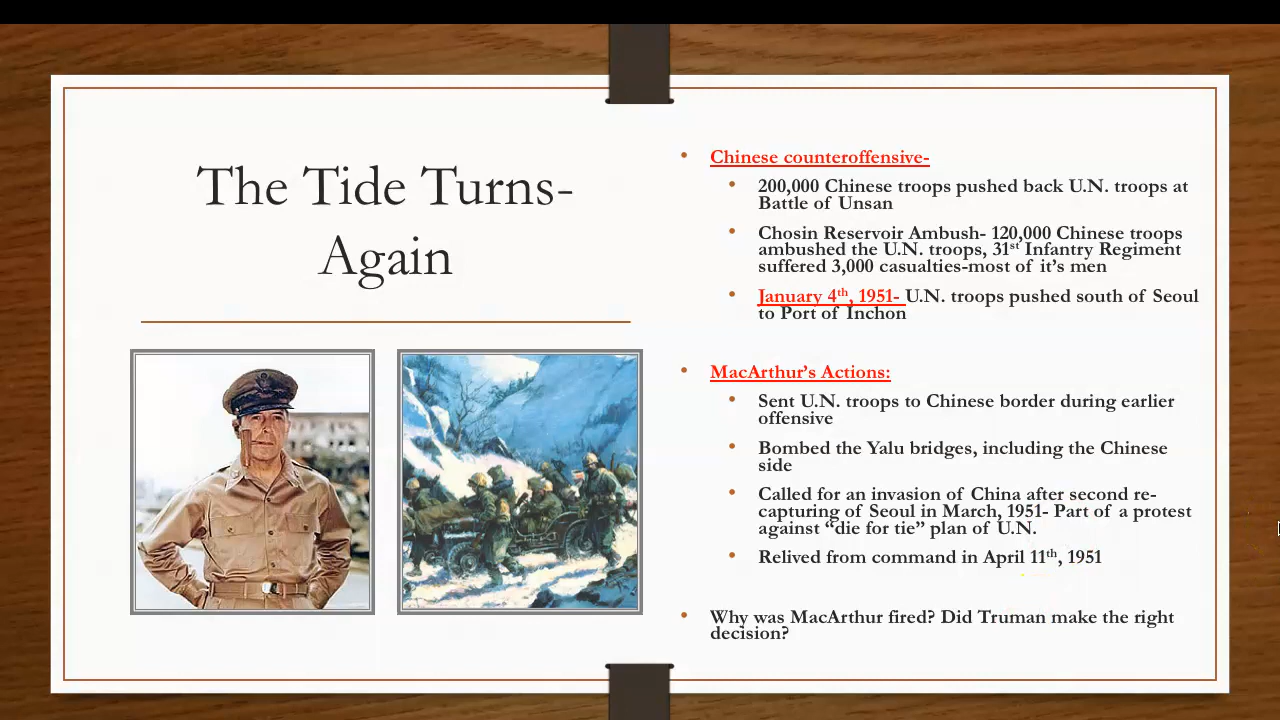 The Tide Turns-
Again
• Chinese counteroffensive-
• 200,000 Chinese troops pushed back U.N. troops at
Battle of Unsan
• Chosin Reservoir Ambush- 120,000 Chinese troops
ambushed the U.N. troops, 31st Infantry Regiment
suffered 3,000 casualties-most of it’s men
• January 4th, 1951- U.N. troops pushed south of Seoul
to Port of Inchon
• MacArthur’s Actions:
• Sent U.N. troops to Chinese border during earlier
offensive
• Bombed the Yalu bridges, including the Chinese
side
• Called for an invasion of China after second re-
capturing of Seoul in March, 1951- Part of a protest
against “die for tie” plan of U.N.
• Relived from command in April 11th, 1951
• Why was MacArthur fired? Did Truman make the right
decision?